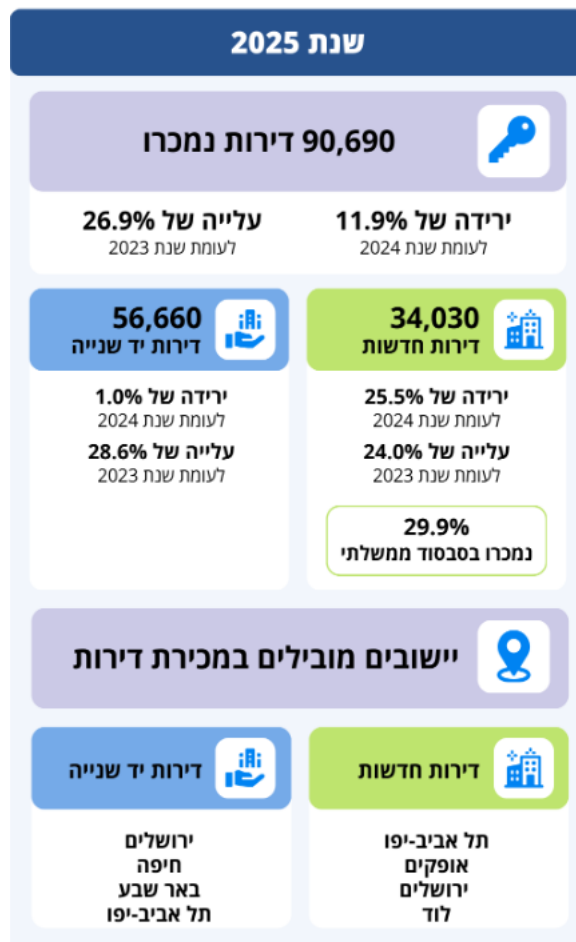 שנת 2025
90,690 דירות נמכרו
ירידה של 11.9%
לעומת שנת 2024
עלייה של 26.9%
לעומת שנת 2023
34,030
דירות חדשות
ירידה של 25.5%
לעומת שנת 2024
עלייה של 24.0%
לעומת שנת 2023
29.9%
נמכרו בסבסוד ממשלתי
56,660
דירות יד שנייה
ירידה של 1.0%
לעומת שנת 2024
עלייה של 28.6%
לעומת שנת 2023
יישובים מובילים במכירת דירות
דירות חדשות
תל אביב-יפו
אופקים
ירושלים
לוד
דירות יד שנייה
ירושלים
חיפה
באר שבע
תל אביב-יפו